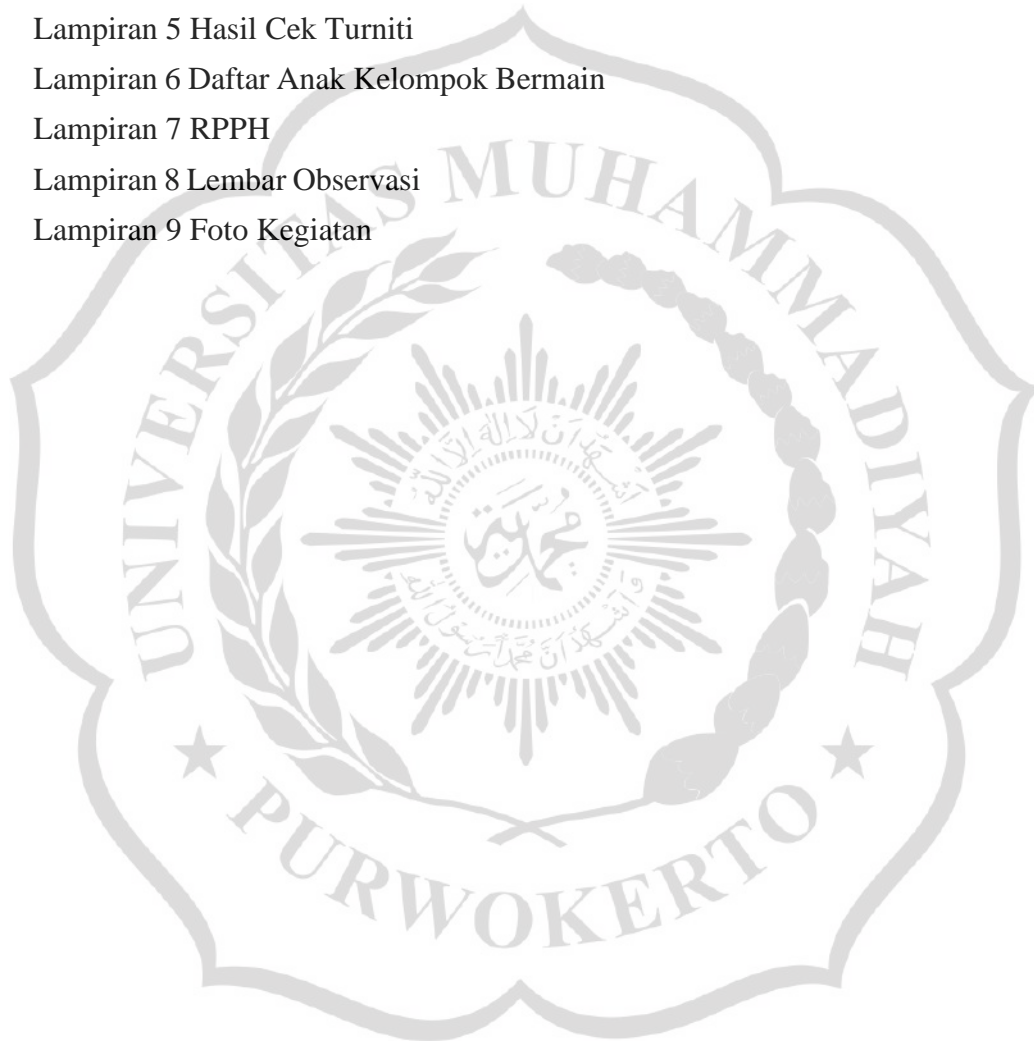 Lampiran 5 Hasil Cek Turniti
Lampiran 6 Daftar Anak Kelompok Bermain
Lampiran 7 RPPH
Lampiran 8 Lembar Observasi
Lampiran 9 Foto Kegiatan
UNIVERSITAS MUHAMMADIYAH
PURWOKERTO